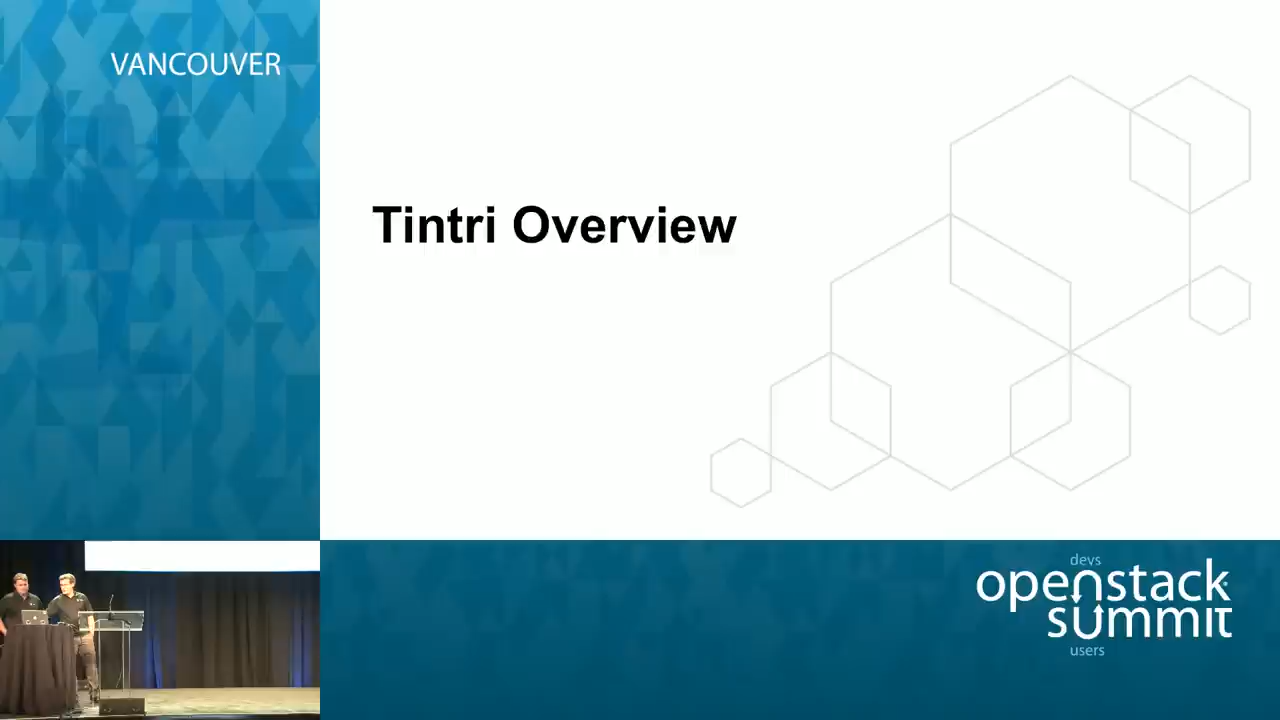 VANCOUVER
Tintri Overview
devs
openstack
summit
users